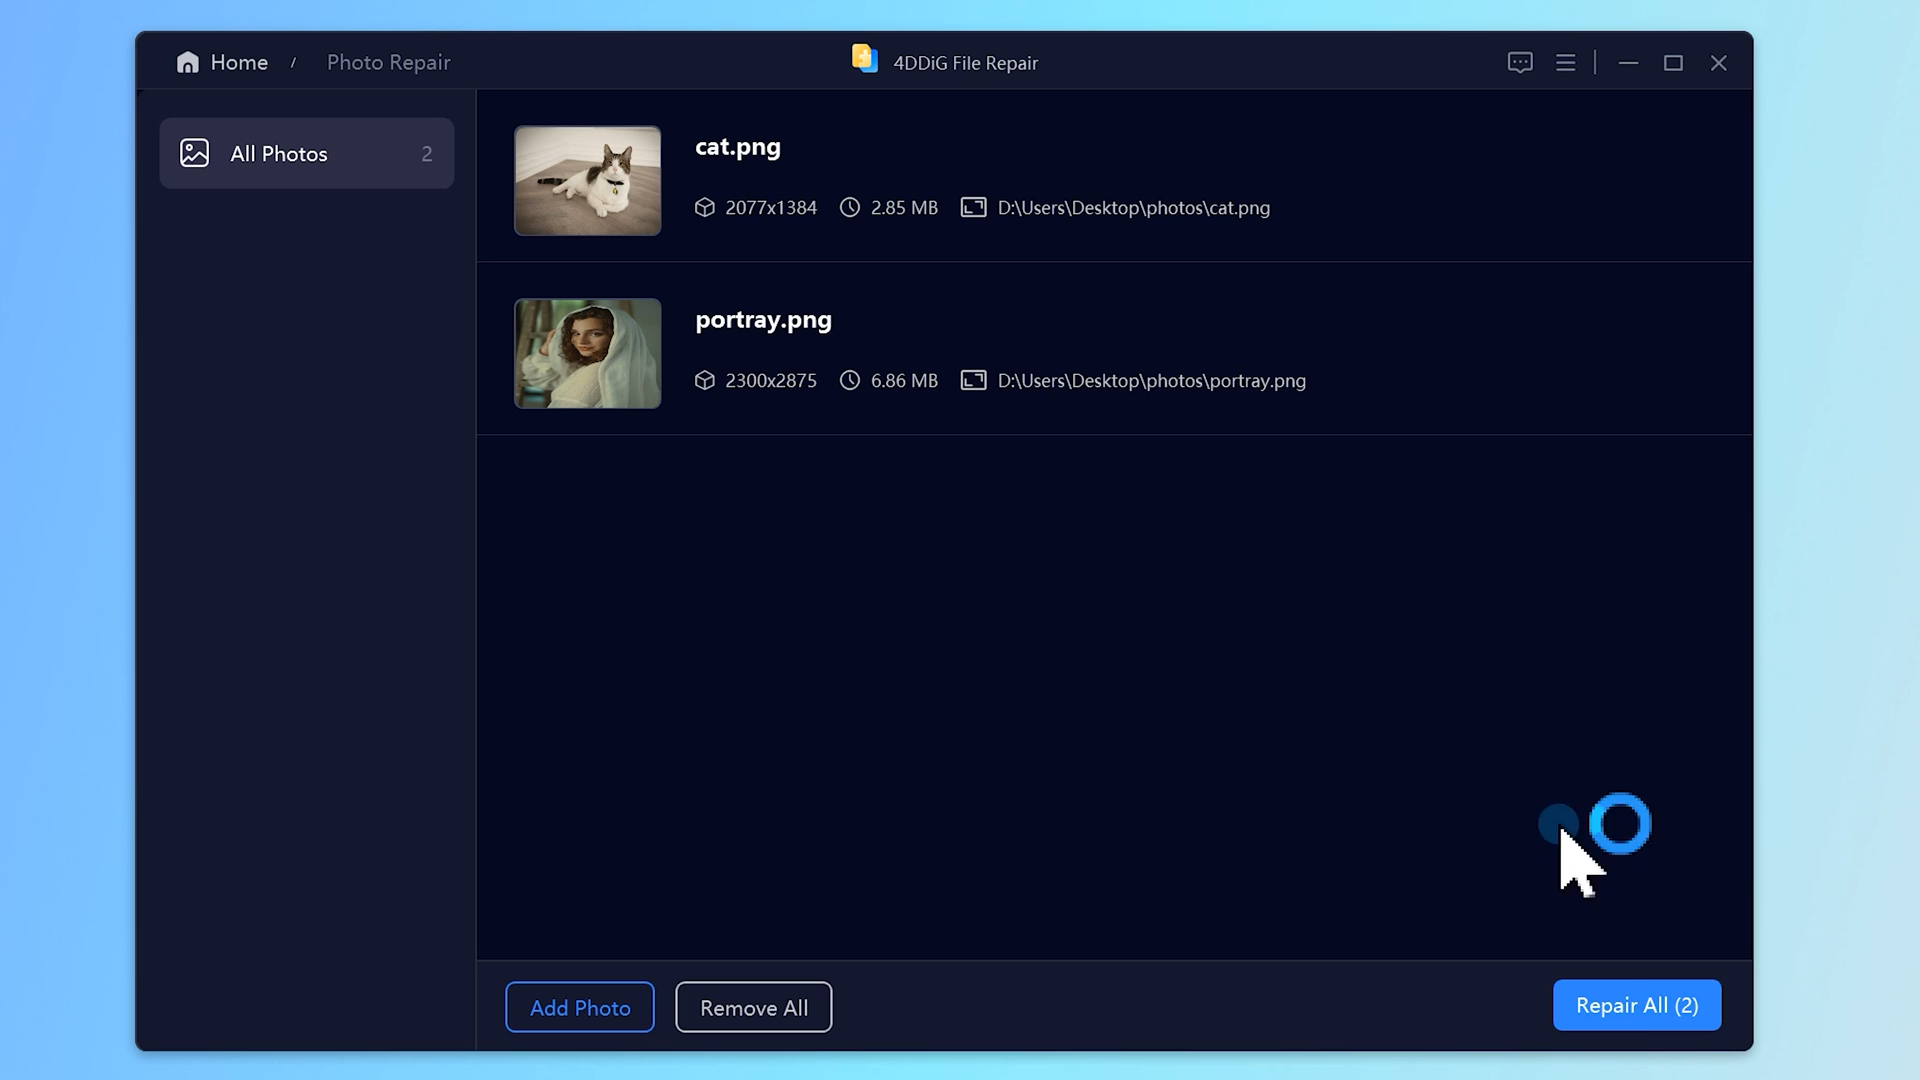 Home / Photo Repair
4DDiG File Repair
All Photos 2
cat.png
2077x1384 2.85 MB D:\Users\Desktop\photos\cat.png
portray.png
2300x2875 6.86 MB D:\Users\Desktop\photos\portray.png
Add Photo
Remove All
Repair All (2)